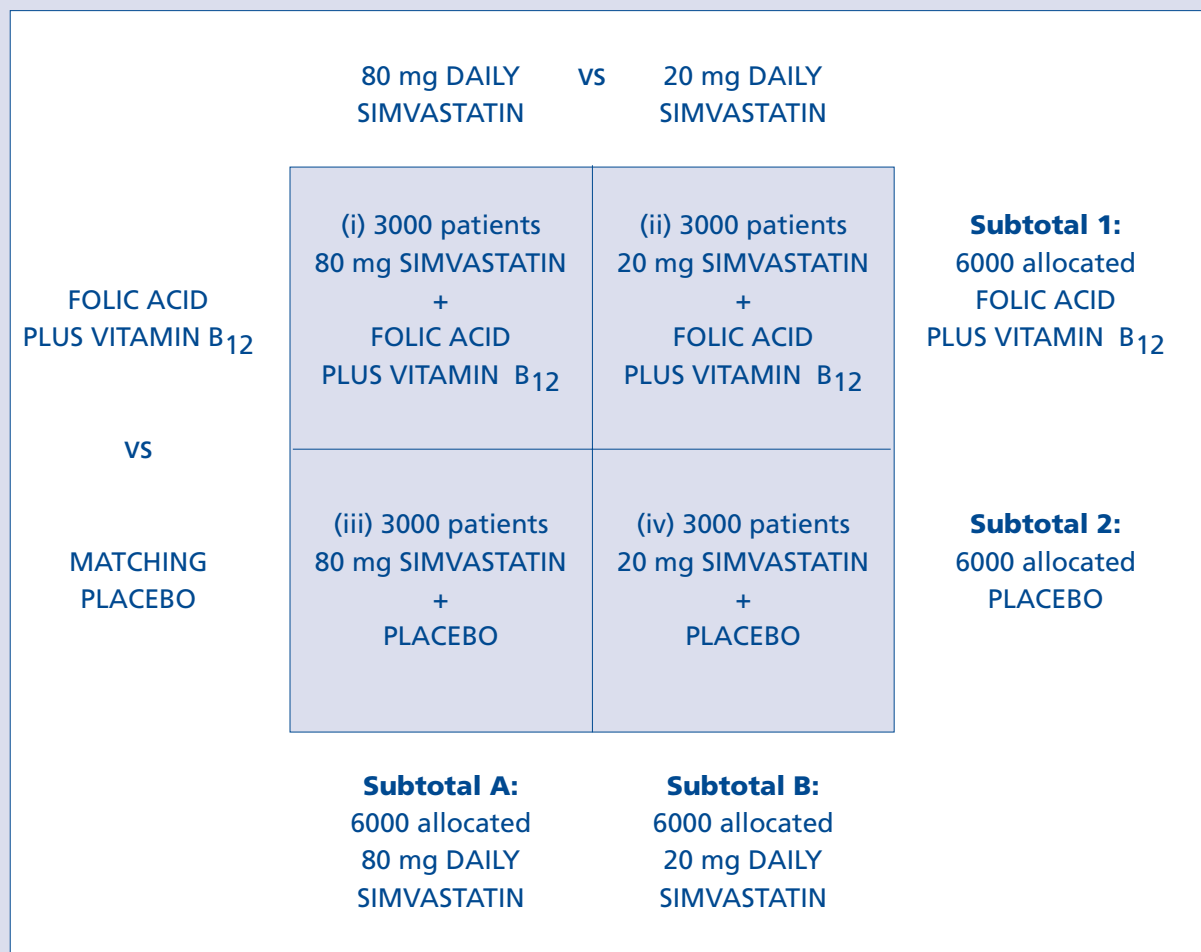 80 mg DAILY SIMVASTATIN
vs
20 mg DAILY SIMVASTATIN
FOLIC ACID
PLUS VITAMIN B12
vs
MATCHING
PLACEBO
(i) 3000 patients
80 mg SIMVASTATIN
+
FOLIC ACID
PLUS VITAMIN B12
(ii) 3000 patients
20 mg SIMVASTATIN
+
FOLIC ACID
PLUS VITAMIN B12
Subtotal 1:
6000 allocated
FOLIC ACID
PLUS VITAMIN B12
(iii) 3000 patients
80 mg SIMVASTATIN
+
PLACEBO
(iv) 3000 patients
20 mg SIMVASTATIN
+
PLACEBO
Subtotal 2:
6000 allocated
PLACEBO
Subtotal A:
6000 allocated
80 mg DAILY
SIMVASTATIN
Subtotal B:
6000 allocated
20 mg DAILY
SIMVASTATIN